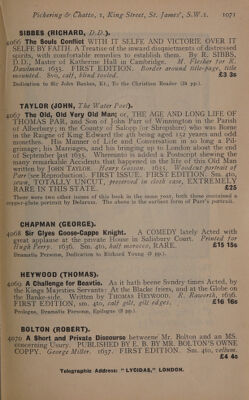 Pickering & Chatto, 1, King Street, St. James', S.W.1. 1071
SIBBES (RICHARD, D.D.).
4066 The Souls Conflict WITH IT SELFE AND VICTORIE OVER IT
SELFE BY FAITH. A Treatise of the inward disquietments of distressed
spirits, with comfortable remedies to establish them. By R. SIBBS,
D.D., Master of Katherine Hall in Cambridge. M. Flesher for R.
Dawlman. 1635. FIRST EDITION. Border around title-page, title
mounted. 8vo, calf, blind tooled. £3 3s
Dedication to Sir John Bankes, Kt., To the Christian Reader (22 pp.).
TAYLOR (JOHN, The Water Poet).
4067 The Old, Old, Very Old Man; or, THE AGE AND LONG LIFE OF
THOMAS PAR, and Son of John Parr of Winnington in the Parish
of Alberbury; in the County of Salopp (or Shropshire) who was Borne
in the Raigne of King Edward the 4th being aged 152 yeares and odd
monethes. His Manner of Life and Conversation in so long a Pil-
grimage; his Marriages, and his bringing up to London about the end
of September last 1635. Whereunto is added a Postscript shewing the
many remarkable Accidents that happened in the life of this Old Man
written by JOHN TAYLOR. Henry Gosson. 1635. With the portrait of
Parr (see Reproduction). FIRST ISSUE. FIRST EDITION. Sm. 4to,
sewn, TOTALLY UNCUT, preserved in cloth case, EXTREMELY
RARE IN THIS STATE. £25
There were two other issues of this book in the same year, both these contained a
copper-plate portrait by Delarem. The above is the earliest form of Parr's portrait.
CHAPMAN (GEORGE).
4068 Sir Gyles Goose-Cappe Knight. A COMEDY lately Acted with
great applause at the private House in Salisbury Court. Printed for
Hugh Perry. 1636. Sm. 4to, half morocco, RARE. £15 15s
Dramatis Personæ, Dedication to Richard Young (2 pp.).
HEYWOOD (THOMAS).
4069 A Challenge for Beautie. As it hath beene Sundry times Acted, by
the Kings Majesties Servants: At the Blacke friers, and at the Globe on
the Banke-side. Written by THOMAS HEYWOOD. R. Raworth, 1636.
FIRST EDITION, sm. 4to, calf gilt, gilt edges. £16 16s
Prologue, Dramatis Personæ, Epilogue (8 pp.).
BOLTON (ROBERT).
4070 A Short and Private Discourse betweene Mr. Bolton and an MS.
concerning Usury. PUBLISHED BY E. B. BY MR. BOLTON'S OWNE
COPPY. George Miller. 1637. FIRST EDITION. Sm. 4to, vellum.
£4 4s
Telegraphic Address: "LYCIDAS," LONDON.